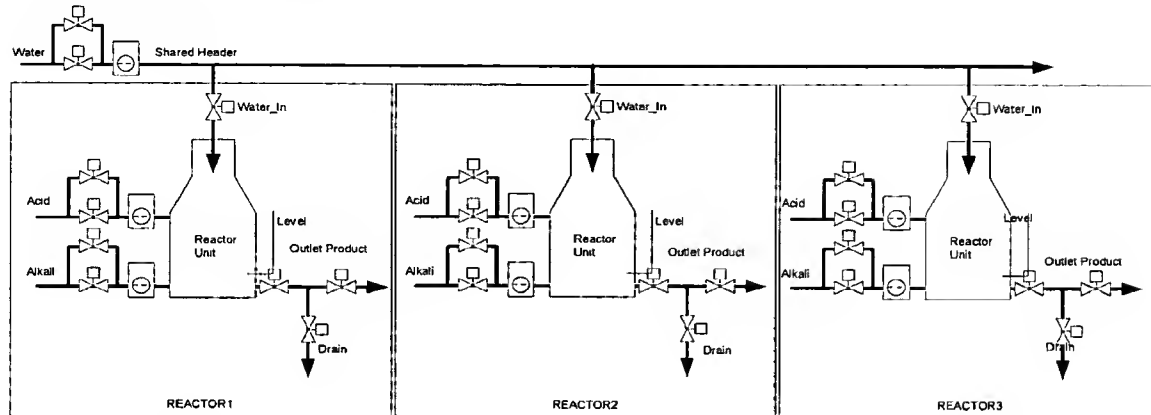 Water
Shared Header
Water_In
Acid
Alkali
Reactor
Unit
Level
Outlet Product
Drain
REACTOR1
Water_In
Acid
Alkali
Reactor
Unit
Level
Outlet Product
Drain
REACTOR2
Water_In
Acid
Alkali
Reactor
Unit
Level
Outlet Product
Drain
REACTOR3